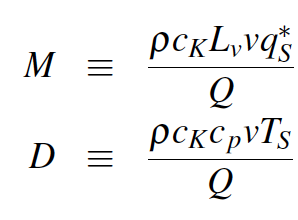 M ≡ ρc_K L_v v q_S^* / Q
D ≡ ρc_K c_p v T_S / Q